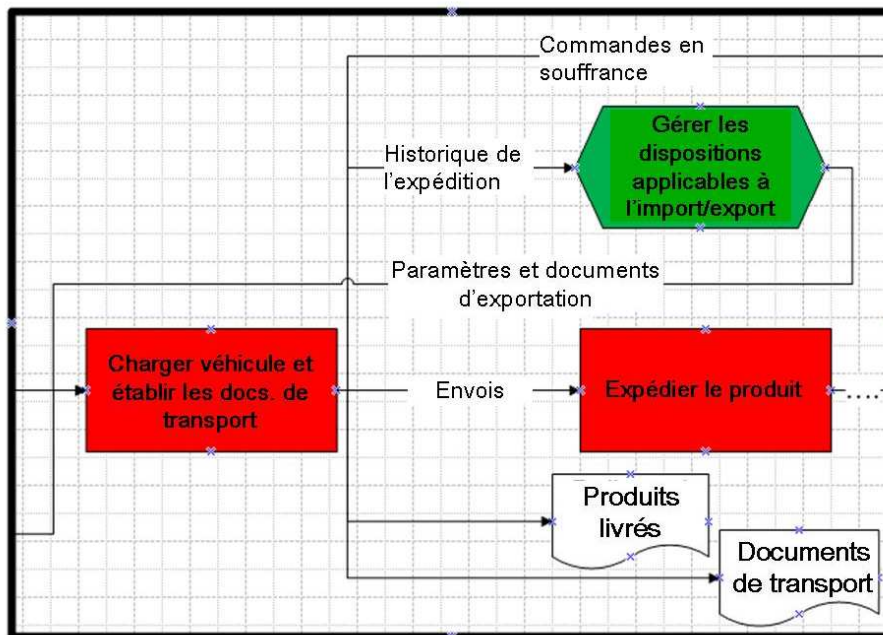 Commandes en
souffrance
Gérer les
dispositions
applicables à
l'import/export
Historique de
l'expédition
Paramètres et documents
d'exportation
Charger véhicule et
établir les docs. de
transport
Envois
Expédier le produit
Produits
livrés
Documents
de transport